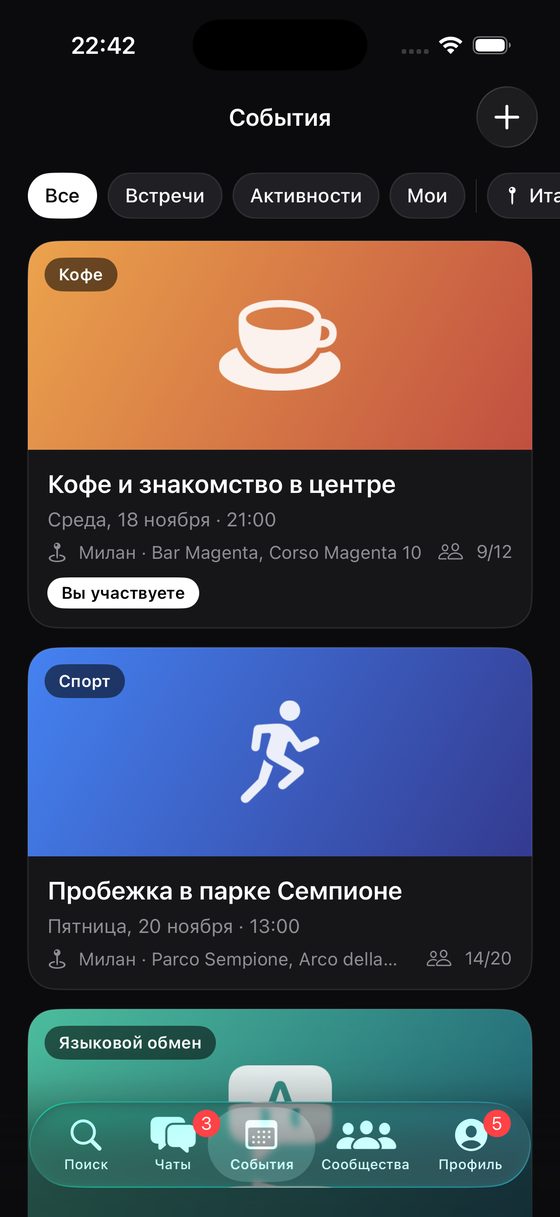 22:42
События
Все
Встречи
Активности
Мои
Ита
Кофе
Кофе и знакомство в центре
Среда, 18 ноября · 21:00
Милан · Bar Magenta, Corso Magenta 10
9/12
Вы участвуете
Спорт
Пробежка в парке Семпионе
Пятница, 20 ноября · 13:00
Милан · Parco Sempione, Arco della...
14/20
Языковой обмен
A
3
5
Поиск
Чаты
События
Сообщества
Профиль